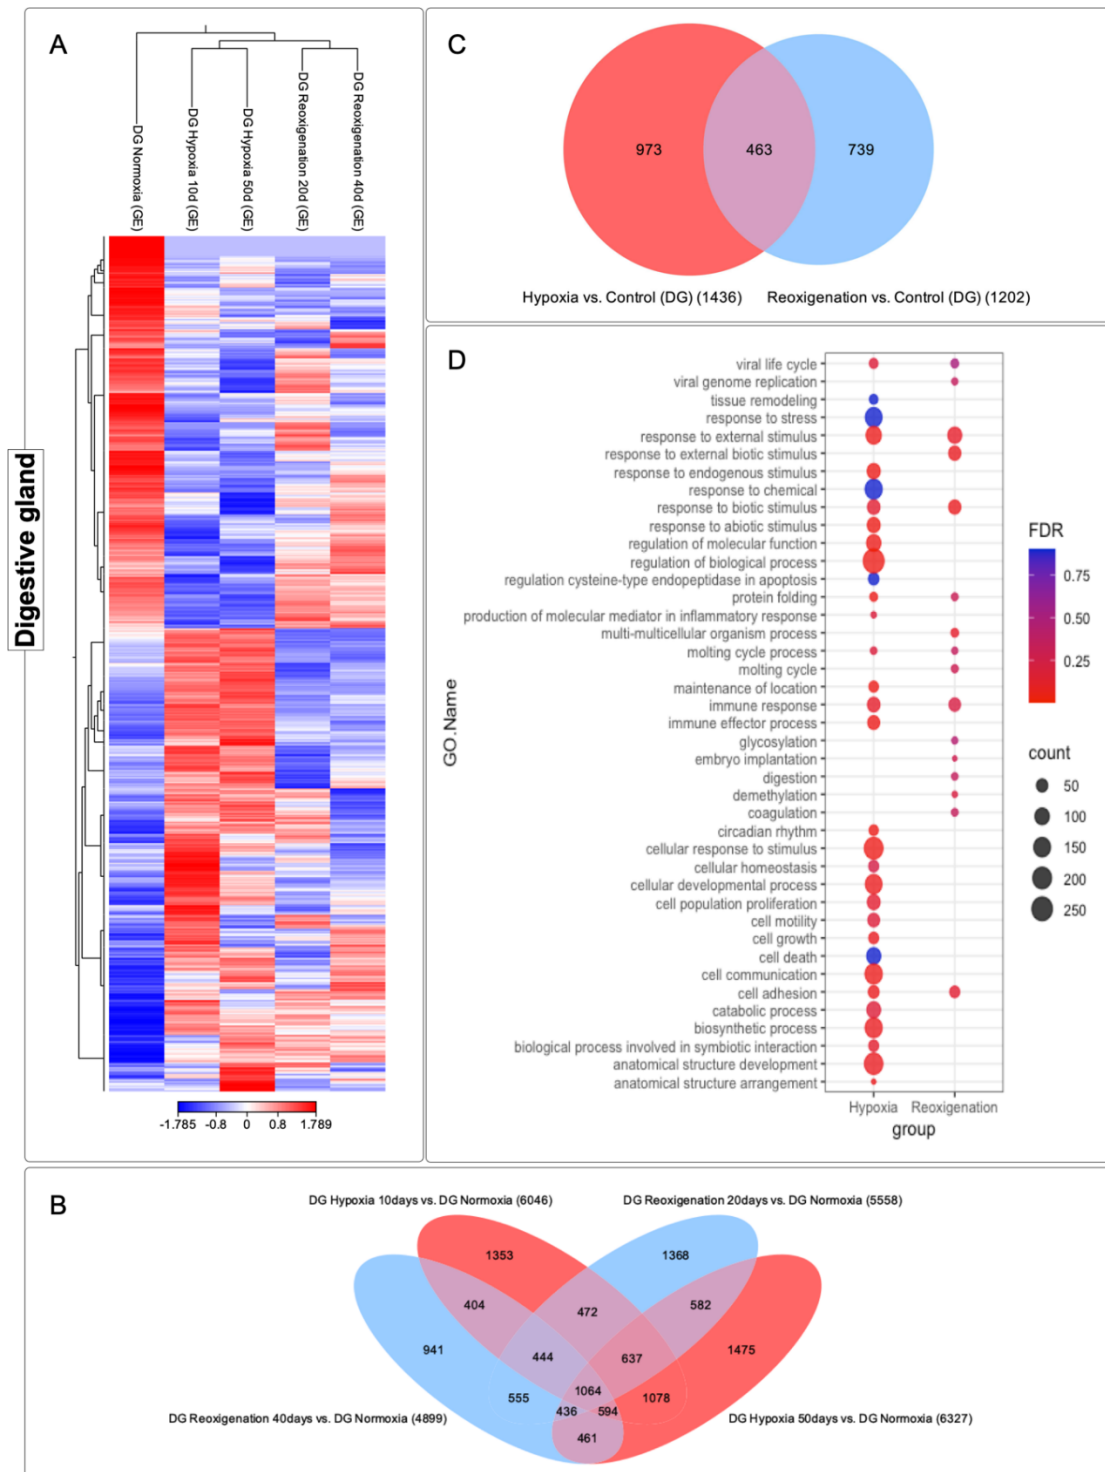 A
DG Normoxia (GE)
DG Hypoxia 10d (GE)
DG Hypoxia 50d (GE)
DG Reoxigenation 20d (GE)
DG Reoxigenation 40d (GE)
Digestive gland
-1.785 -0.8 0 0.8 1.789
C
973 463 739
Hypoxia vs. Control (DG) (1436) Reoxigenation vs. Control (DG) (1202)
D
GO.Name
viral life cycle
viral genome replication
tissue remodeling
response to stress
response to external stimulus
response to external biotic stimulus
response to endogenous stimulus
response to chemical
response to biotic stimulus
response to abiotic stimulus
regulation of molecular function
regulation of biological process
regulation cysteine-type endopeptidase in apoptosis
protein folding
production of molecular mediator in inflammatory response
multi-multicellular organism process
molting cycle process
molting cycle
maintenance of location
immune response
immune effector process
glycosylation
embryo implantation
digestion
demethylation
coagulation
circadian rhythm
cellular response to stimulus
cellular homeostasis
cellular developmental process
cell population proliferation
cell motility
cell growth
cell death
cell communication
cell adhesion
catabolic process
biosynthetic process
biological process involved in symbiotic interaction
anatomical structure development
anatomical structure arrangement
Hypoxia Reoxigenation
group
FDR
0.75
0.50
0.25
count
50
100
150
200
250
B
DG Hypoxia 10days vs. DG Normoxia (6046) DG Reoxigenation 20days vs. DG Normoxia (5558)
1353 1368
404 472 582
941 444 637 1475
555 1064 1078
436 594
DG Reoxigenation 40days vs. DG Normoxia (4899) DG Hypoxia 50days vs. DG Normoxia (6327)
461